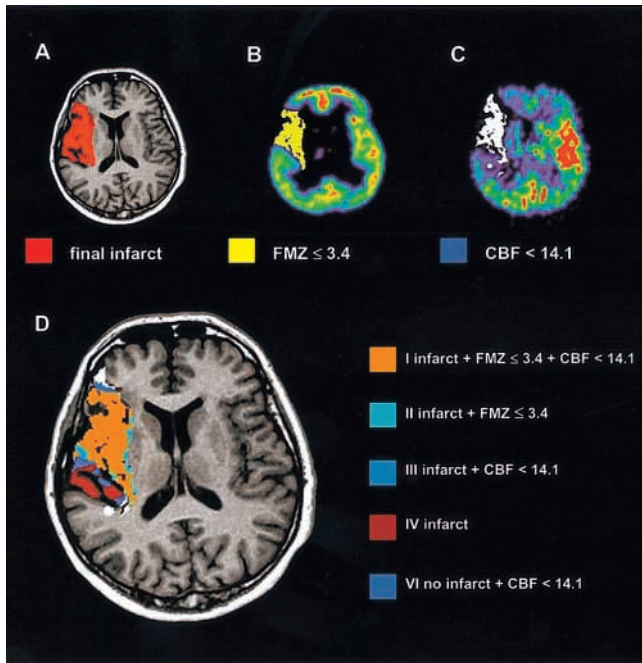 A
B
C
final infarct
FMZ ≤ 3.4
CBF < 14.1
D
I infarct + FMZ ≤ 3.4 + CBF < 14.1
II infarct + FMZ ≤ 3.4
III infarct + CBF < 14.1
IV infarct
VI no infarct + CBF < 14.1